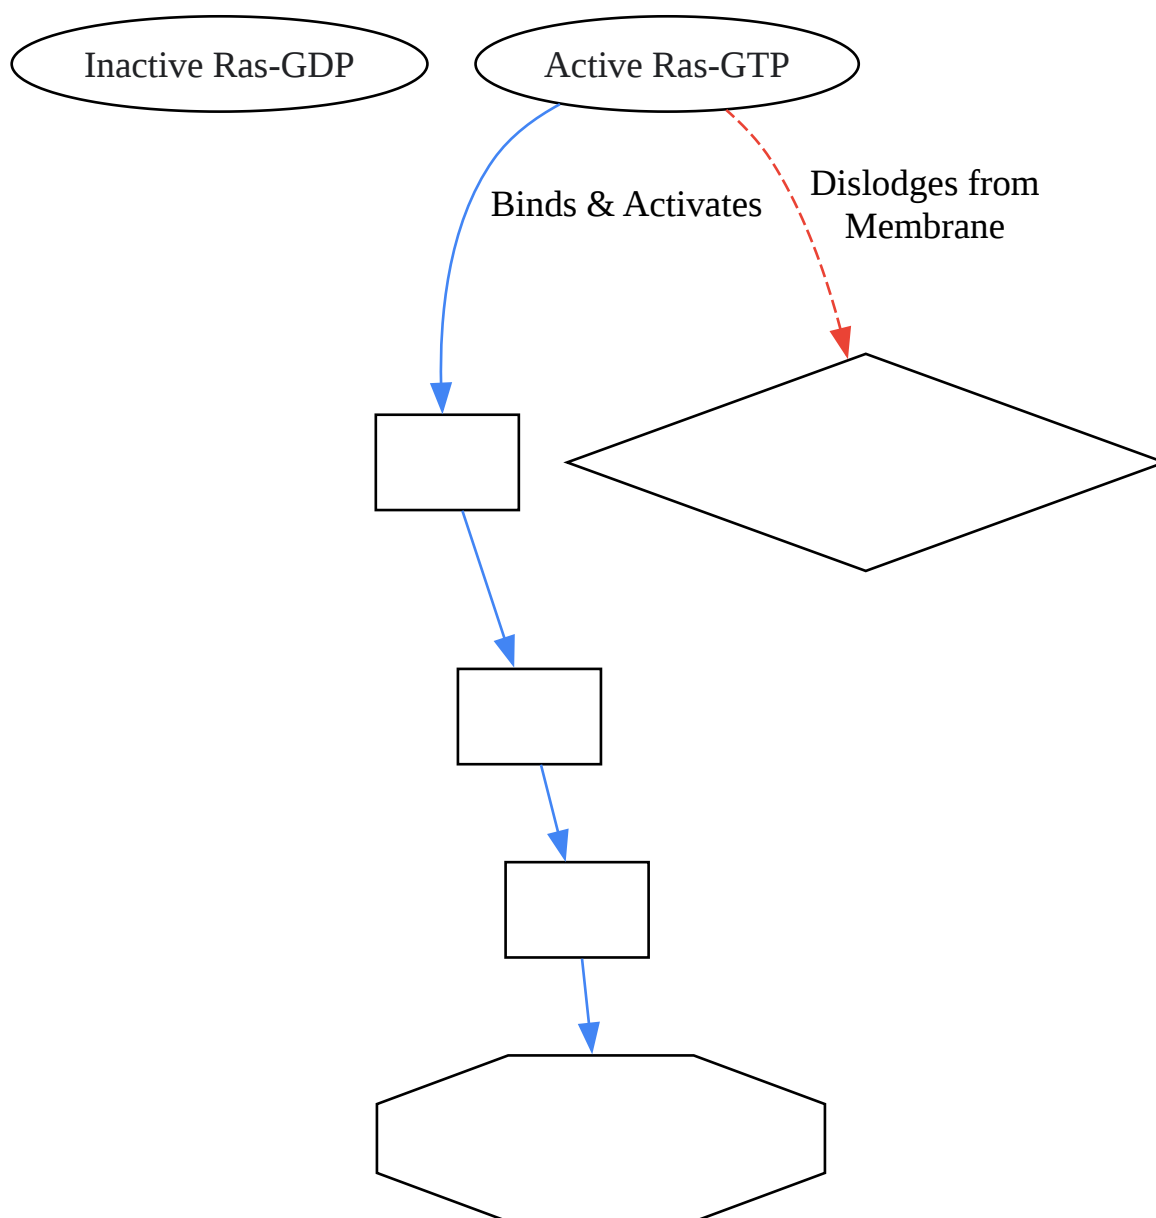 Inactive Ras-GDP
Active Ras-GTP
Binds & Activates
Dislodges from
Membrane